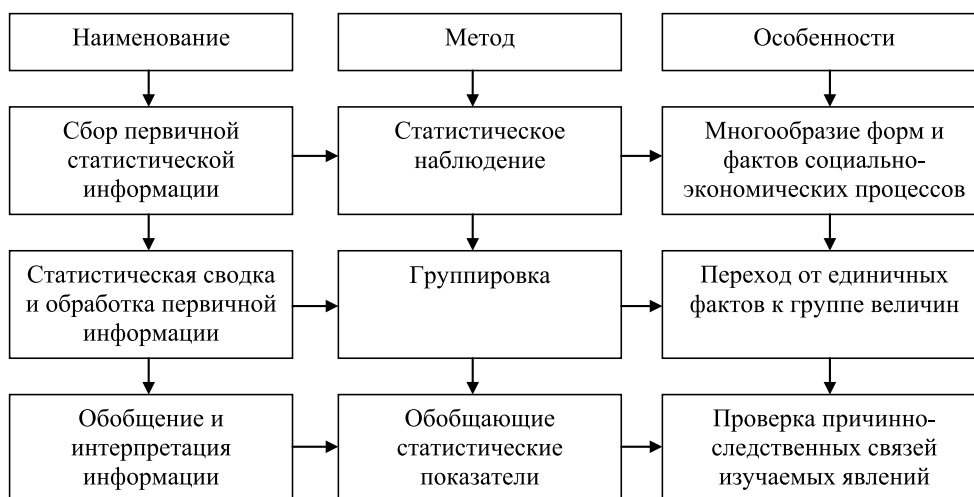 Наименование
Метод
Особенности
Сбор первичной
статистической
информации
Статистическое
наблюдение
Многообразие форм и
фактов социально-
экономических процессов
Статистическая сводка
и обработка первичной
информации
Группировка
Переход от единичных
фактов к группе величин
Обобщение и
интерпретация
информации
Обобщающие
статистические
показатели
Проверка причинно-
следственных связей
изучаемых явлений